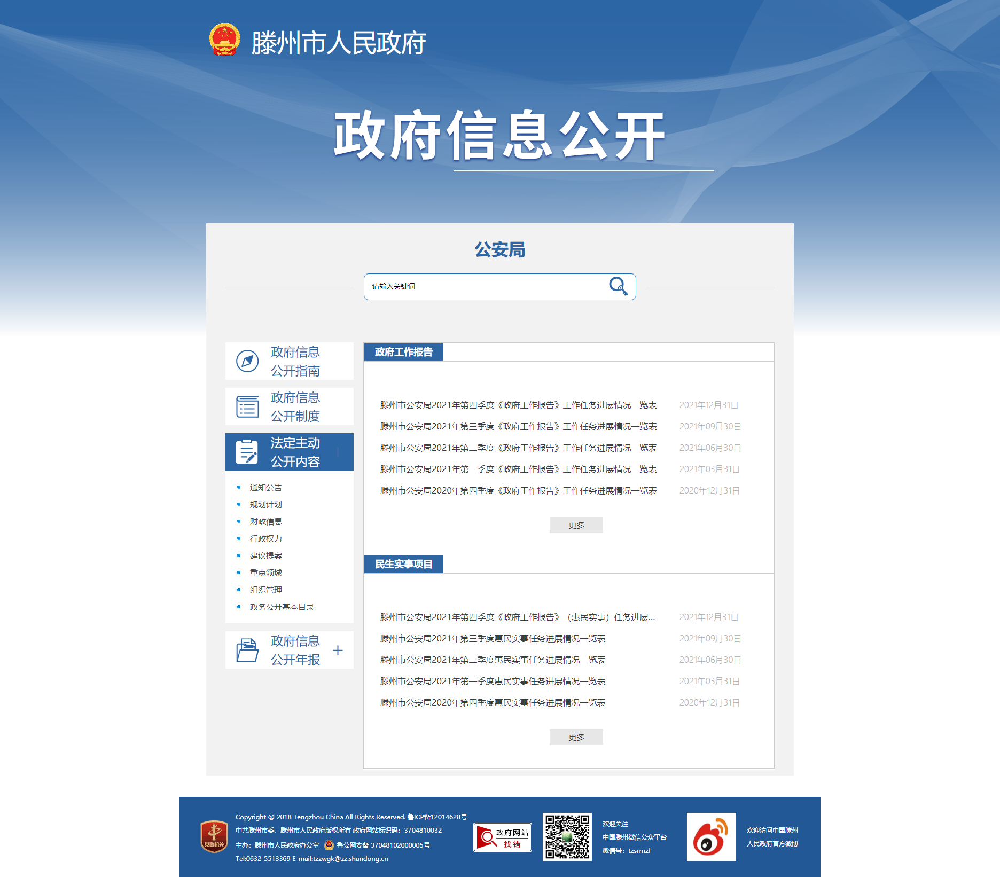 滕州市人民政府
政府信息公开
公安局
请输入关键词
政府信息
公开指南
政府信息
公开制度
法定主动
公开内容
通知公告
规划计划
财政信息
行政权力
建议提案
重点领域
组织管理
政务公开基本目录
政府信息
公开年报
政府工作报告
滕州市公安局2021年第四季度《政府工作报告》工作任务进展情况一览表 2021年12月31日
滕州市公安局2021年第三季度《政府工作报告》工作任务进展情况一览表 2021年09月30日
滕州市公安局2021年第二季度《政府工作报告》工作任务进展情况一览表 2021年06月30日
滕州市公安局2021年第一季度《政府工作报告》工作任务进展情况一览表 2021年03月31日
滕州市公安局2020年第四季度《政府工作报告》工作任务进展情况一览表 2020年12月31日
更多
民生实事项目
滕州市公安局2021年第四季度《政府工作报告》（惠民实事）任务进展... 2021年12月31日
滕州市公安局2021年第三季度惠民实事任务进展情况一览表 2021年09月30日
滕州市公安局2021年第二季度惠民实事任务进展情况一览表 2021年06月30日
滕州市公安局2021年第一季度惠民实事任务进展情况一览表 2021年03月31日
滕州市公安局2020年第四季度惠民实事任务进展情况一览表 2020年12月31日
更多
党政机关
Copyright @ 2018 Tengzhou China All Rights Reserved. 鲁ICP备12014628号
中共滕州市委、滕州市人民政府版权所有 政府网站标识码：3704810032
主办：滕州市人民政府办公室 鲁公网安备 37048102000005号
Tel:0632-5513369 E-mail:tzzwgk@zz.shandong.cn
政府网站
找错
欢迎关注
中国滕州微信公众平台
微信号：tzsrmzf
欢迎访问中国滕州
人民政府官方微博